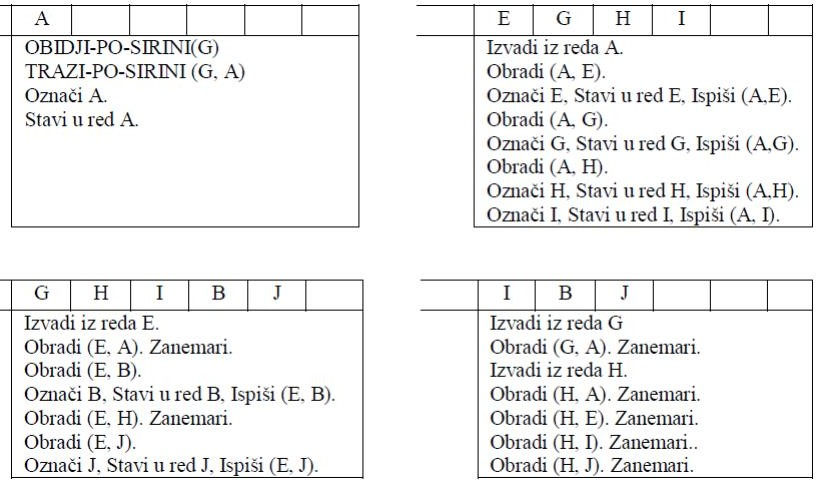 A
OBIDJI-PO-SIRINI(G)
TRAZI-PO-SIRINI (G, A)
Označi A.
Stavi u red A.
E G H I
Izvadi iz reda A.
Obradi (A, E).
Označi E, Stavi u red E, Ispiši (A,E).
Obradi (A, G).
Označi G, Stavi u red G, Ispiši (A,G).
Obradi (A, H).
Označi H, Stavi u red H, Ispiši (A,H).
Označi I, Stavi u red I, Ispiši (A, I).
G H I B J
Izvadi iz reda E.
Obradi (E, A). Zanemari.
Obradi (E, B).
Označi B, Stavi u red B, Ispiši (E, B).
Obradi (E, H). Zanemari.
Obradi (E, J).
Označi J, Stavi u red J, Ispiši (E, J).
I B J
Izvadi iz reda G
Obradi (G, A). Zanemari.
Izvadi iz reda H.
Obradi (H, A). Zanemari.
Obradi (H, E). Zanemari.
Obradi (H, I). Zanemari..
Obradi (H, J). Zanemari.